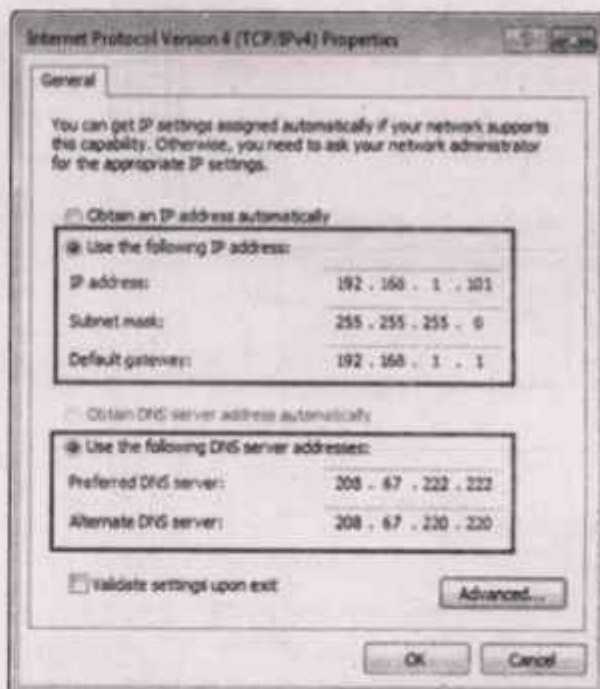 Internet Protocol Version 4 (TCP/IPv4) Properties
General
You can get IP settings assigned automatically if your network supports
this capability. Otherwise, you need to ask your network administrator
for the appropriate IP settings.
Obtain an IP address automatically
Use the following IP address:
IP address: 192 . 168 . 1 . 101
Subnet mask: 255 . 255 . 255 . 0
Default gateway: 192 . 168 . 1 . 1
Obtain DNS server address automatically
Use the following DNS server addresses:
Preferred DNS server: 208 . 67 . 222 . 222
Alternate DNS server: 208 . 67 . 220 . 220
Validate settings upon exit
Advanced...
OK Cancel